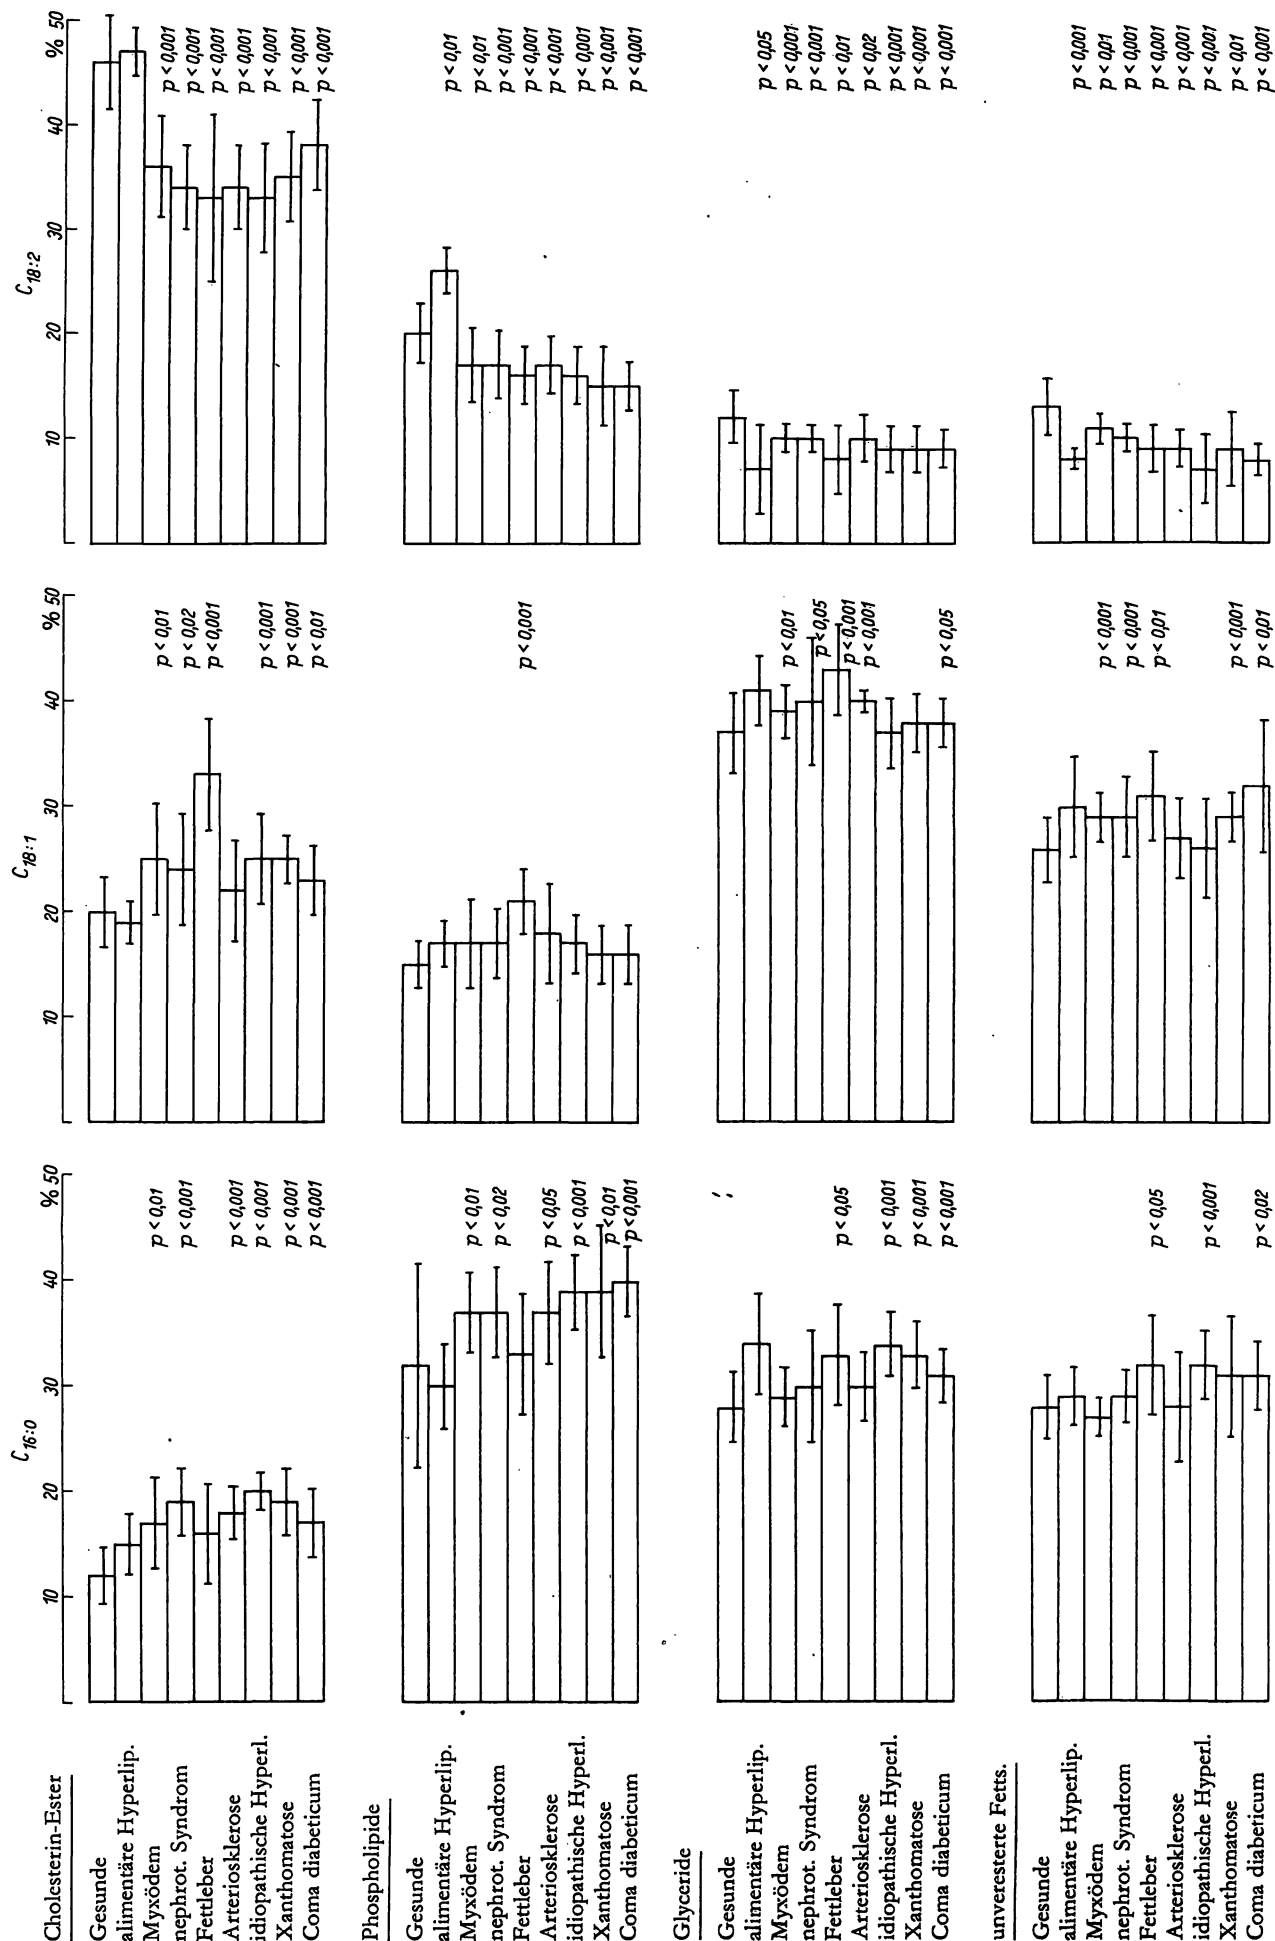 C16:0 C18:1 C18:2
10 20 30 40 % 50 10 20 30 40 % 50 10 20 30 40 % 50
Cholesterin-Ester
Gesunde
alimentäre Hyperlip.
Myxödem p < 0,01 p < 0,01 p < 0,001
nephrot. Syndrom p < 0,001 p < 0,02 p < 0,001
Fettleber p < 0,001 p < 0,001
Arteriosklerose p < 0,001 p < 0,001
idiopathische Hyperl. p < 0,001 p < 0,001 p < 0,001
Xanthomatose p < 0,001 p < 0,001 p < 0,001
Coma diabeticum p < 0,001 p < 0,01 p < 0,001
Phospholipide
Gesunde
alimentäre Hyperlip. p < 0,01
Myxödem p < 0,01 p < 0,01
nephrot. Syndrom p < 0,02 p < 0,001
Fettleber p < 0,001 p < 0,001
Arteriosklerose p < 0,05 p < 0,001
idiopathische Hyperl. p < 0,001 p < 0,001
Xanthomatose p < 0,01 p < 0,001
Coma diabeticum p < 0,001 p < 0,001
Glyceride
Gesunde
alimentäre Hyperlip. p < 0,05
Myxödem p < 0,01 p < 0,001
nephrot. Syndrom p < 0,05 p < 0,001
Fettleber p < 0,05 p < 0,001 p < 0,01
Arteriosklerose p < 0,001 p < 0,02
idiopathische Hyperl. p < 0,001 p < 0,001
Xanthomatose p < 0,001 p < 0,001
Coma diabeticum p < 0,001 p < 0,05 p < 0,001
unveresterte Fetts.
Gesunde
alimentäre Hyperlip. p < 0,001
Myxödem p < 0,001 p < 0,01
nephrot. Syndrom p < 0,001 p < 0,001
Fettleber p < 0,05 p < 0,01 p < 0,001
Arteriosklerose p < 0,001
idiopathische Hyperl. p < 0,001 p < 0,001
Xanthomatose p < 0,001 p < 0,01
Coma diabeticum p < 0,02 p < 0,01 p < 0,001